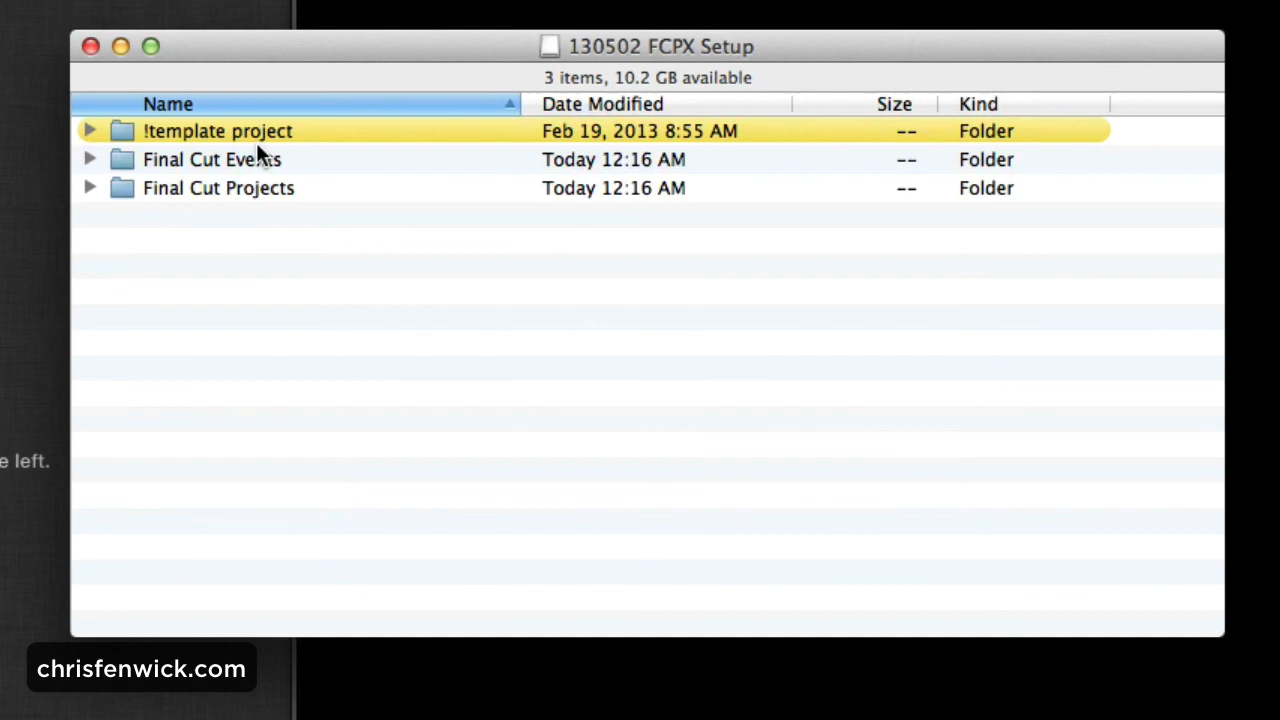 130502 FCPX Setup
3 items, 10.2 GB available
Name Date Modified Size Kind
!template project Feb 19, 2013 8:55 AM -- Folder
Final Cut Events Today 12:16 AM -- Folder
Final Cut Projects Today 12:16 AM -- Folder
e left.
chrisfenwick.com